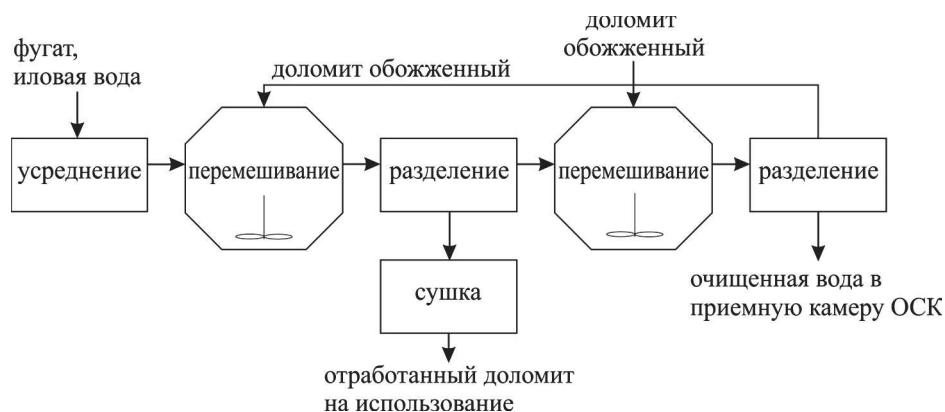 доломит
обожженный
фугат,
иловая вода
доломит обожженный
усреднение
перемешивание
разделение
перемешивание
разделение
сушка
очищенная вода в
приемную камеру ОСК
отработанный доломит
на использование